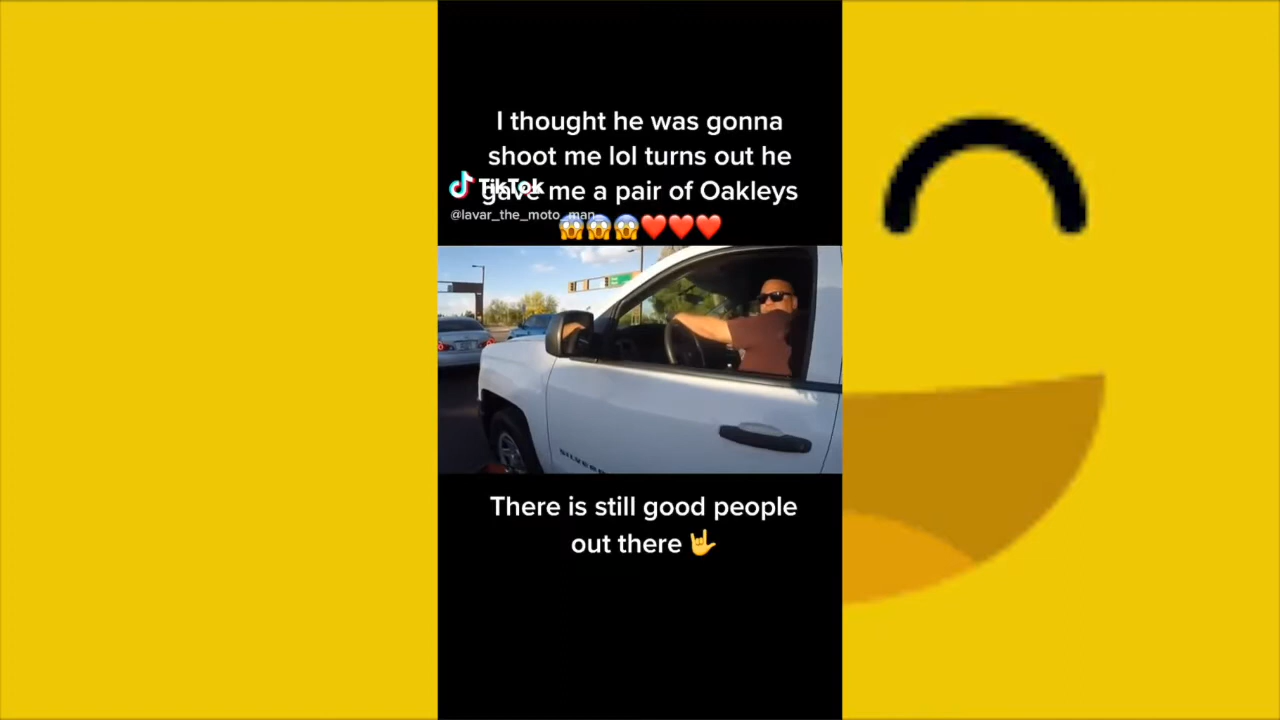 I thought he was gonna
shoot me lol turns out he
gave me a pair of Oakleys
😱😱😱❤️❤️❤️
TikTok
@lavar_the_moto_man_
There is still good people
out there 🤟